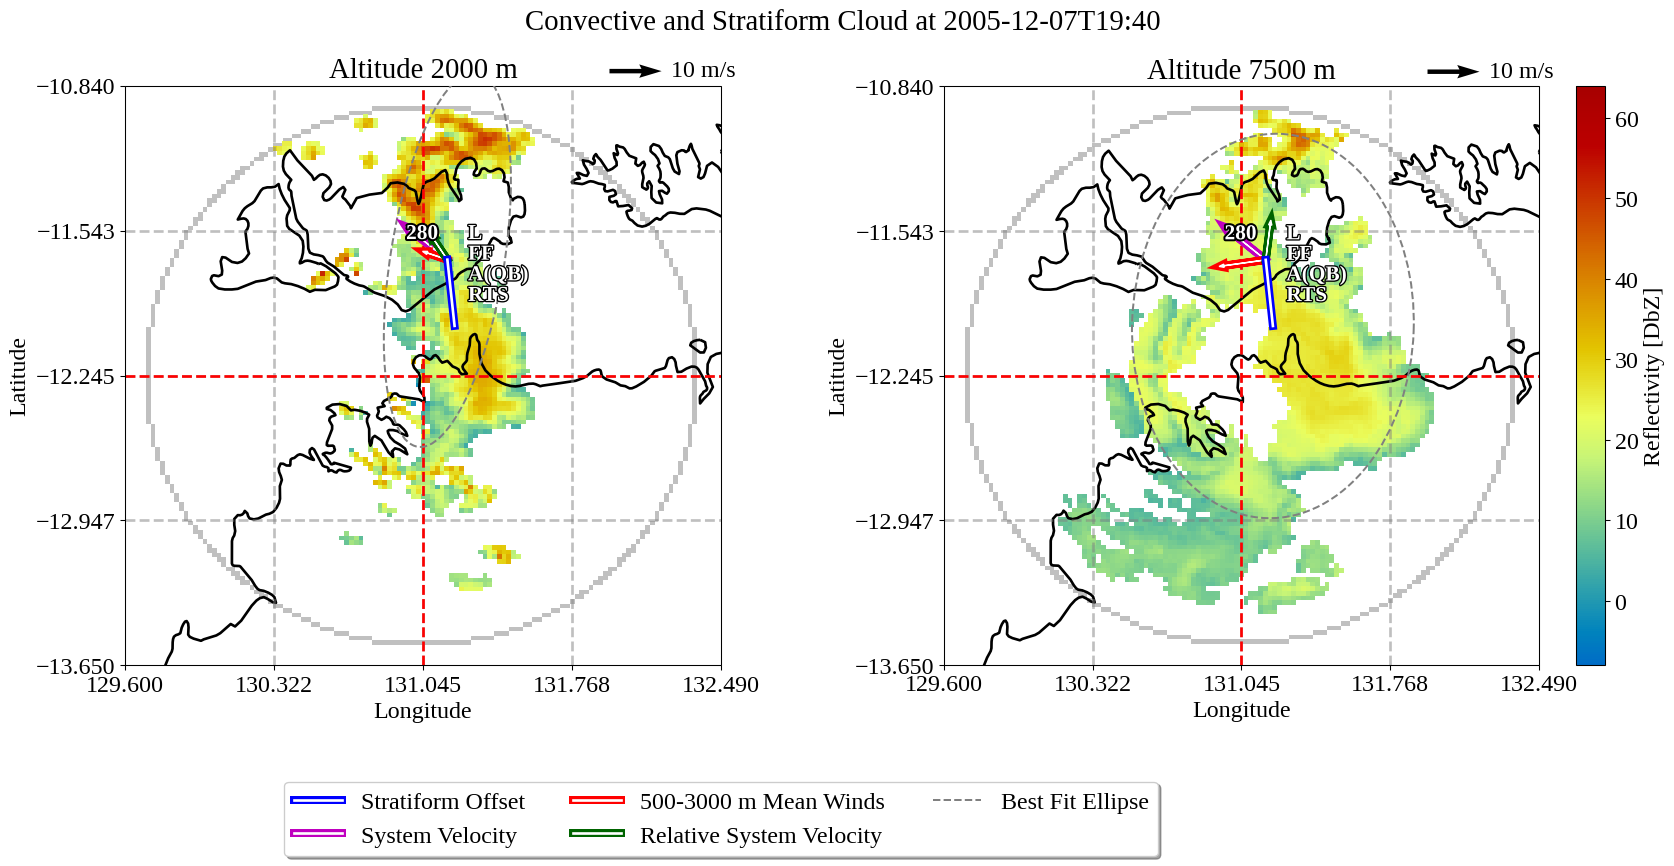 Convective and Stratiform Cloud at 2005-12-07T19:40
Altitude 2000 m
10 m/s
−10.840
−11.543
−12.245
−12.947
−13.650
129.600
130.322
131.045
131.768
132.490
Longitude
Latitude
280
L
FF
A(QB)
RTS
Altitude 7500 m
10 m/s
−10.840
−11.543
−12.245
−12.947
−13.650
129.600
130.322
131.045
131.768
132.490
Longitude
Latitude
280
L
FF
A(QB)
RTS
60
50
40
30
20
10
0
Reflectivity [DbZ]
Stratiform Offset
System Velocity
500-3000 m Mean Winds
Relative System Velocity
Best Fit Ellipse